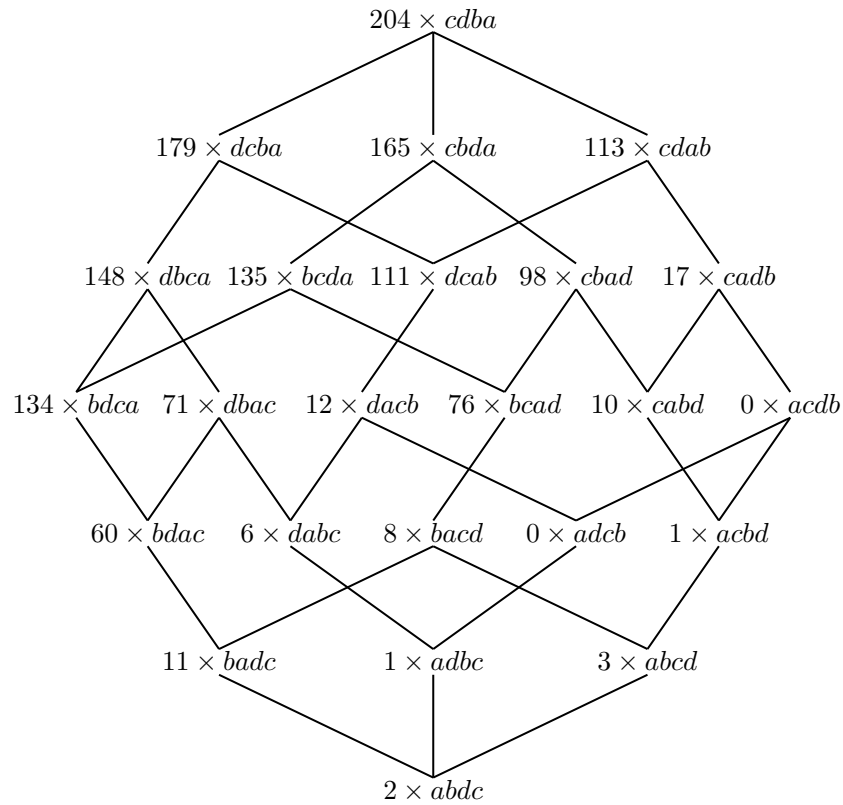 204 × cdba
179 × dcba 165 × cbda 113 × cdab
148 × dbca 135 × bcda 111 × dcab 98 × cbad 17 × cadb
134 × bdca 71 × dbac 12 × dacb 76 × bcad 10 × cabd 0 × acdb
60 × bdac 6 × dabc 8 × bacd 0 × adcb 1 × acbd
11 × badc 1 × adbc 3 × abcd
2 × abdc